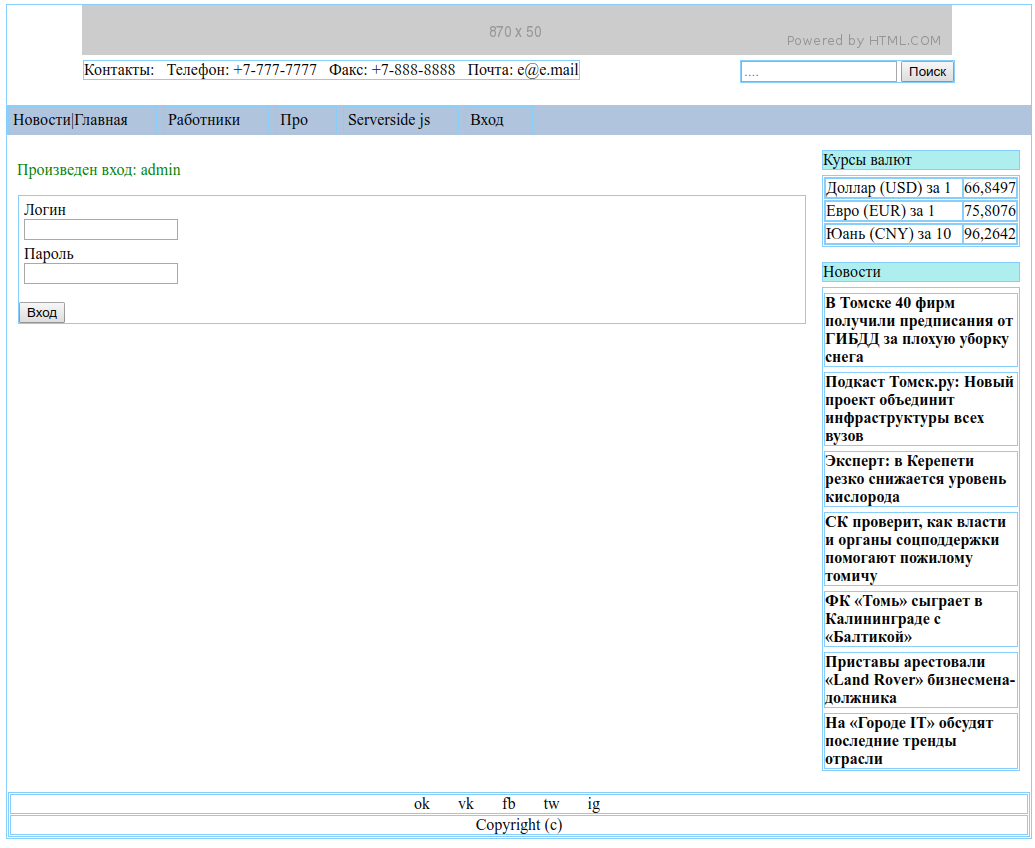 870 x 50
Powered by HTML.COM
Контакты: Телефон: +7-777-7777 Факс: +7-888-8888 Почта: e@e.mail
.... Поиск
Новости|Главная Работники Про Serverside js Вход
Произведен вход: admin
Логин
Пароль
Вход
Курсы валют
Доллар (USD) за 1 66,8497
Евро (EUR) за 1 75,8076
Юань (CNY) за 10 96,2642
Новости
В Томске 40 фирм
получили предписания от
ГИБДД за плохую уборку
снега
Подкаст Томск.ру: Новый
проект объединит
инфраструктуры всех
вузов
Эксперт: в Керепети
резко снижается уровень
кислорода
СК проверит, как власти
и органы соцподдержки
помогают пожилому
томичу
ФК «Томь» сыграет в
Калининграде с
«Балтикой»
Приставы арестовали
«Land Rover» бизнесмена-
должника
На «Городе IT» обсудят
последние тренды
отрасли
ok vk fb tw ig
Copyright (c)